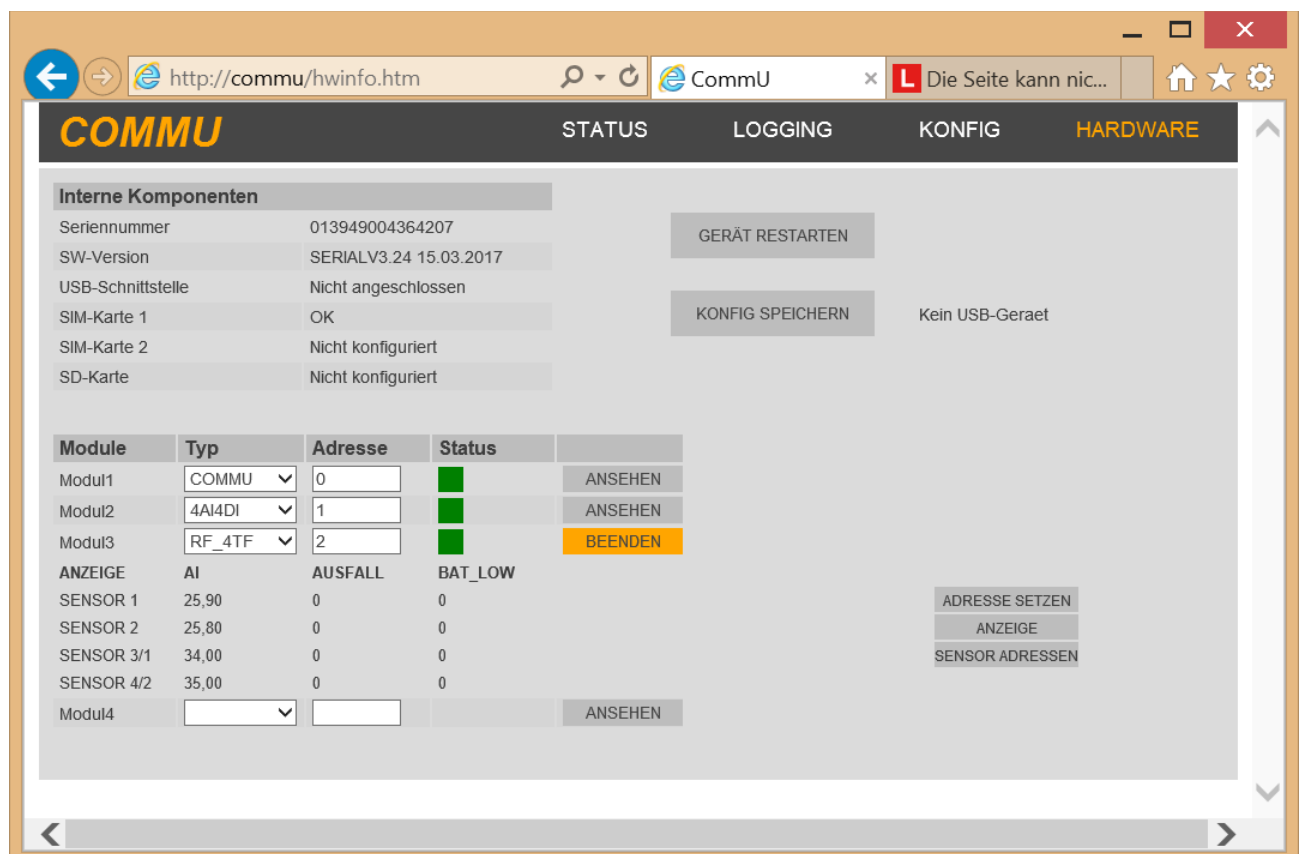 http://commu/hwinfo.htm CommU Die Seite kann nic...
COMMU STATUS LOGGING KONFIG HARDWARE
Interne Komponenten
Seriennummer 013949004364207
GERÄT RESTARTEN
SW-Version SERIALV3.24 15.03.2017
USB-Schnittstelle Nicht angeschlossen
SIM-Karte 1 OK
KONFIG SPEICHERN Kein USB-Geraet
SIM-Karte 2 Nicht konfiguriert
SD-Karte Nicht konfiguriert
Module Typ Adresse Status
Modul1 COMMU 0 ANSEHEN
Modul2 4AI4DI 1 ANSEHEN
Modul3 RF_4TF 2 BEENDEN
ANZEIGE AI AUSFALL BAT_LOW
SENSOR 1 25,90 0 0 ADRESSE SETZEN
SENSOR 2 25,80 0 0 ANZEIGE
SENSOR 3/1 34,00 0 0 SENSOR ADRESSEN
SENSOR 4/2 35,00 0 0
Modul4 ANSEHEN